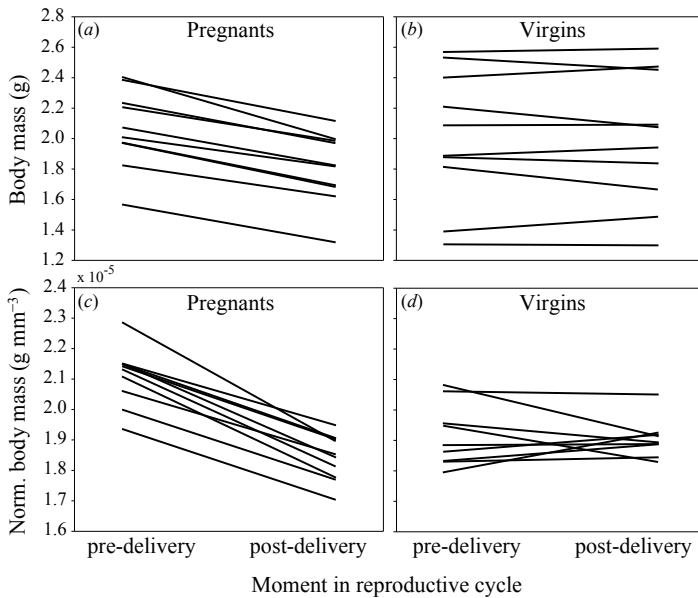 (a) Pregnants
(b) Virgins
Body mass (g)
2.8
2.6
2.4
2.2
2.0
1.8
1.6
1.4
1.2
x 10⁻⁵
(c) Pregnants
(d) Virgins
Norm. body mass (g mm⁻³)
2.4
2.3
2.2
2.1
2.0
1.9
1.8
1.7
1.6
pre-delivery post-delivery pre-delivery post-delivery
Moment in reproductive cycle